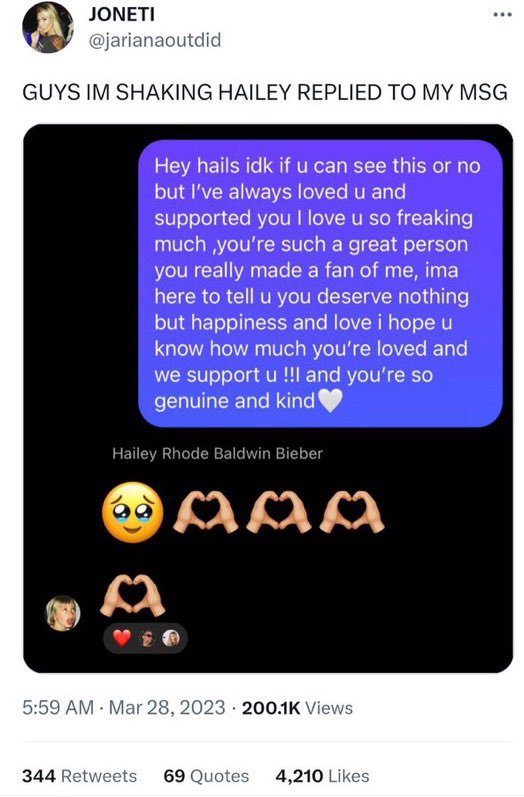 JONETI
@jarianaoutdid
GUYS IM SHAKING HAILEY REPLIED TO MY MSG
Hey hails idk if u can see this or no
but I've always loved u and
supported you I love u so freaking
much ,you're such a great person
you really made a fan of me, ima
here to tell u you deserve nothing
but happiness and love i hope u
know how much you're loved and
we support u !!! and you're so
genuine and kind🤍
Hailey Rhode Baldwin Bieber
🥹🫶🏼🫶🏼🫶🏼
🫶🏼
❤️
5:59 AM · Mar 28, 2023 · 200.1K Views
344 Retweets 69 Quotes 4,210 Likes